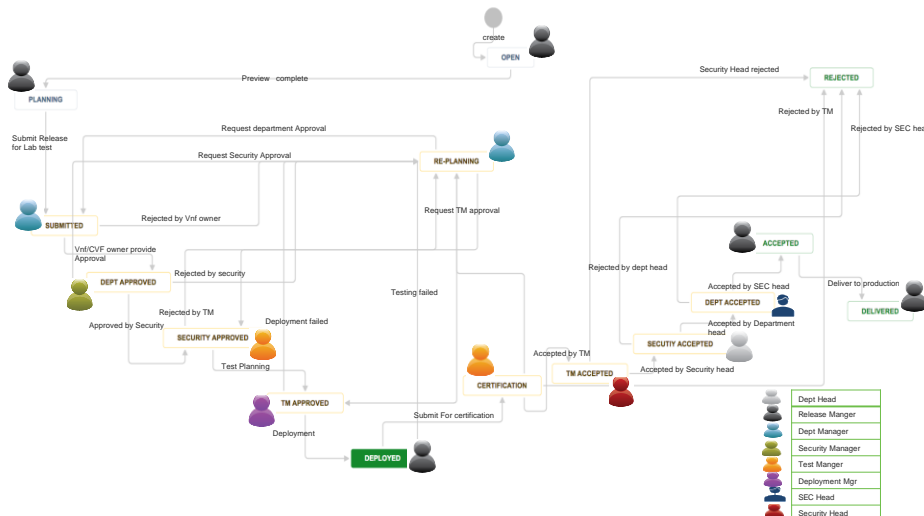 create
OPEN
Preview complete
PLANNING
Security Head rejected
REJECTED
Rejected by TM
Rejected by SEC hea
Submit Release
for Lab test
Request department Approval
Request Security Approval
RE-PLANNING
Request TM approval
SUBMITTED
Rejected by Vnf owner
Vnf/CVF owner provide
Approval
DEPT APPROVED
Rejected by security
Testing failed
Rejected by dept head
ACCEPTED
Accepted by SEC head
Deliver to production
DEPT ACCEPTED
DELIVERED
Rejected by TM
Approved by Security
Deployment failed
SECURITY APPROVED
Accepted by Department
head
SECUTIY ACCEPTED
Accepted by TM
Test Planning
TM ACCEPTED
Accepted by Security head
CERTIFICATION
TM APPROVED
Submit For certification
Deployment
DEPLOYED
Dept Head
Release Manger
Dept Manager
Security Manager
Test Manger
Deployment Mgr
SEC Head
Security Head